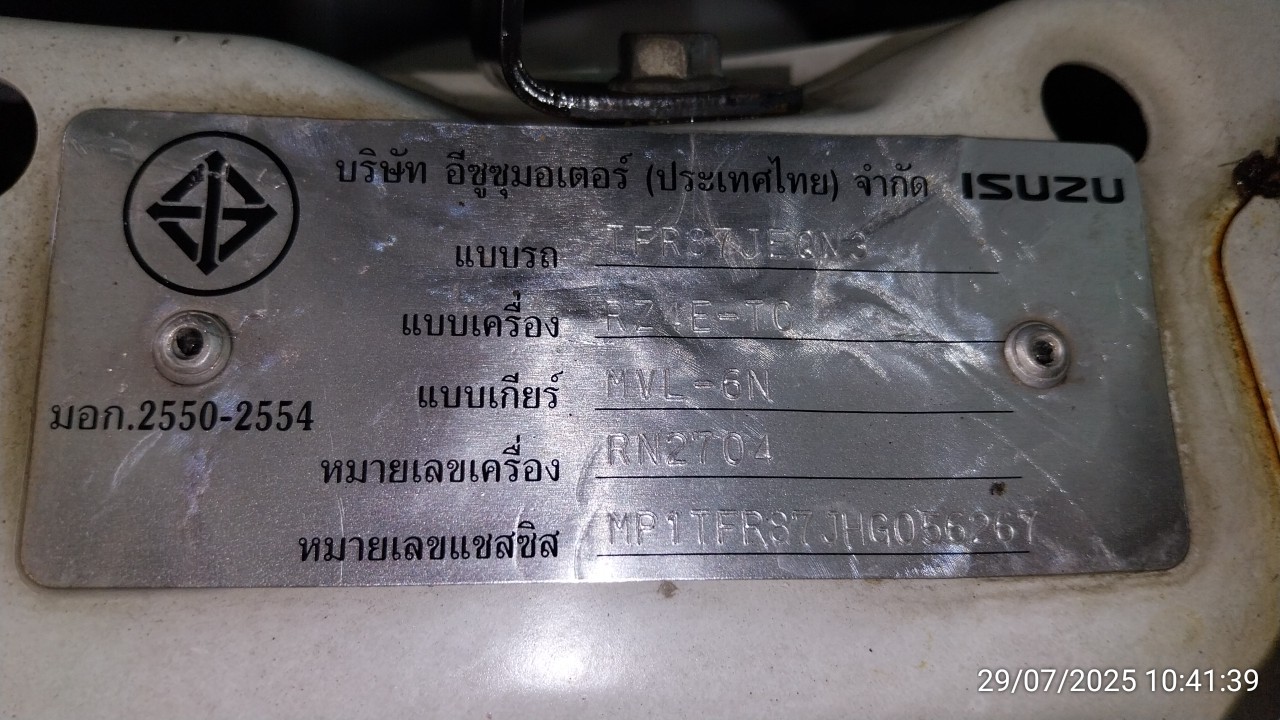 บริษัท อีซูซุมอเตอร์ (ประเทศไทย) จำกัด ISUZU
แบบรถ TFR87JEQN3
แบบเครื่อง RZ4E-TC
แบบเกียร์ MVL-6N
มอก.2550-2554
หมายเลขเครื่อง RN2704
หมายเลขแชสซิส
29/07/2025 10:41:39